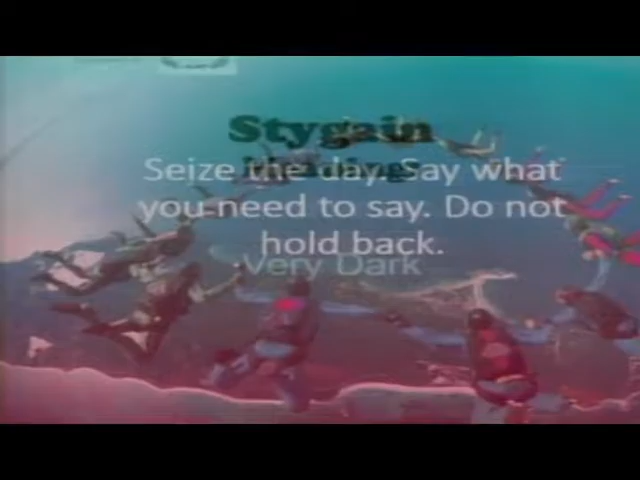 Stygain
Seize the day. Say what
you need to say. Do not
hold back.
Very Dark